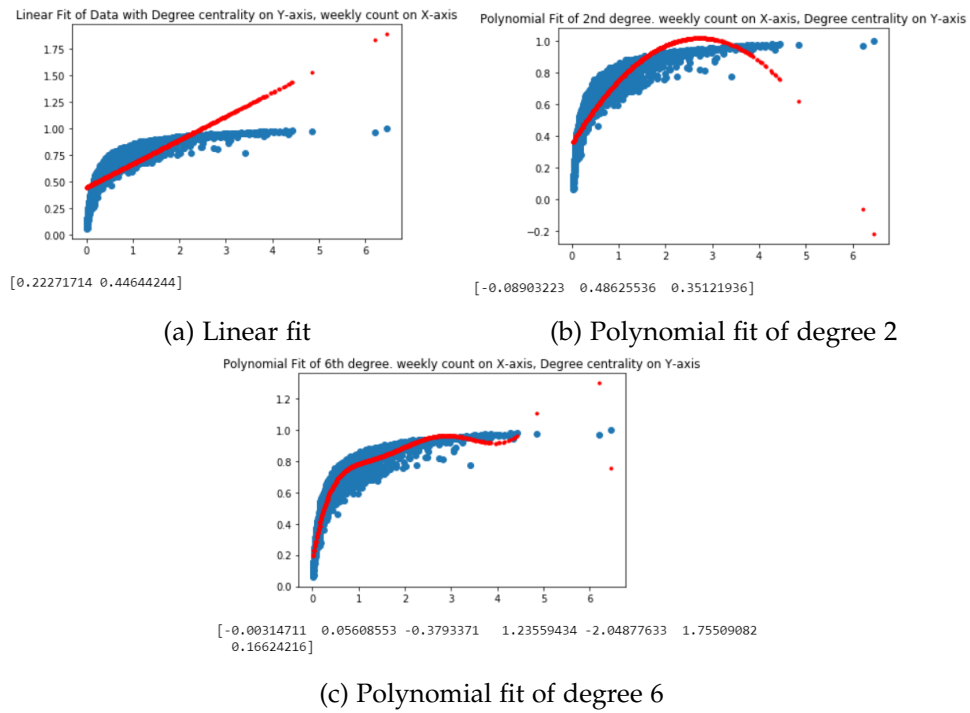 Linear Fit of Data with Degree centrality on Y-axis, weekly count on X-axis
1.75
1.50
1.25
1.00
0.75
0.50
0.25
0.00
0 1 2 3 4 5 6
[0.22271714 0.44644244]
(a) Linear fit
Polynomial Fit of 2nd degree. weekly count on X-axis, Degree centrality on Y-axis
1.0
0.8
0.6
0.4
0.2
0.0
−0.2
0 1 2 3 4 5 6
[-0.08903223 0.48625536 0.35121936]
(b) Polynomial fit of degree 2
Polynomial Fit of 6th degree. weekly count on X-axis, Degree centrality on Y-axis
1.2
1.0
0.8
0.6
0.4
0.2
0.0
0 1 2 3 4 5 6
[-0.00314711 0.05608553 -0.3793371 1.23559434 -2.04877633 1.75509082
0.16624216]
(c) Polynomial fit of degree 6